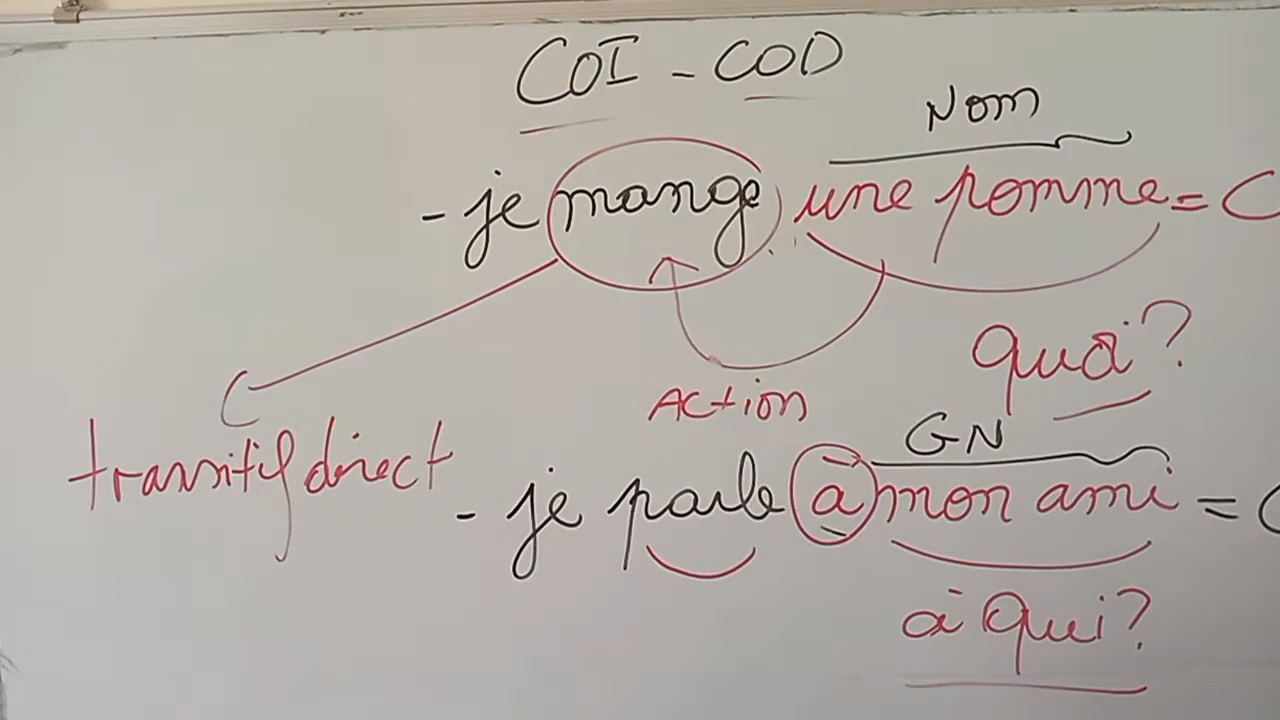 COI - COD
Nom
- je mange une pomme = C
quoi?
Action
GN
transitif direct
- je parle à mon ami = C
à qui?